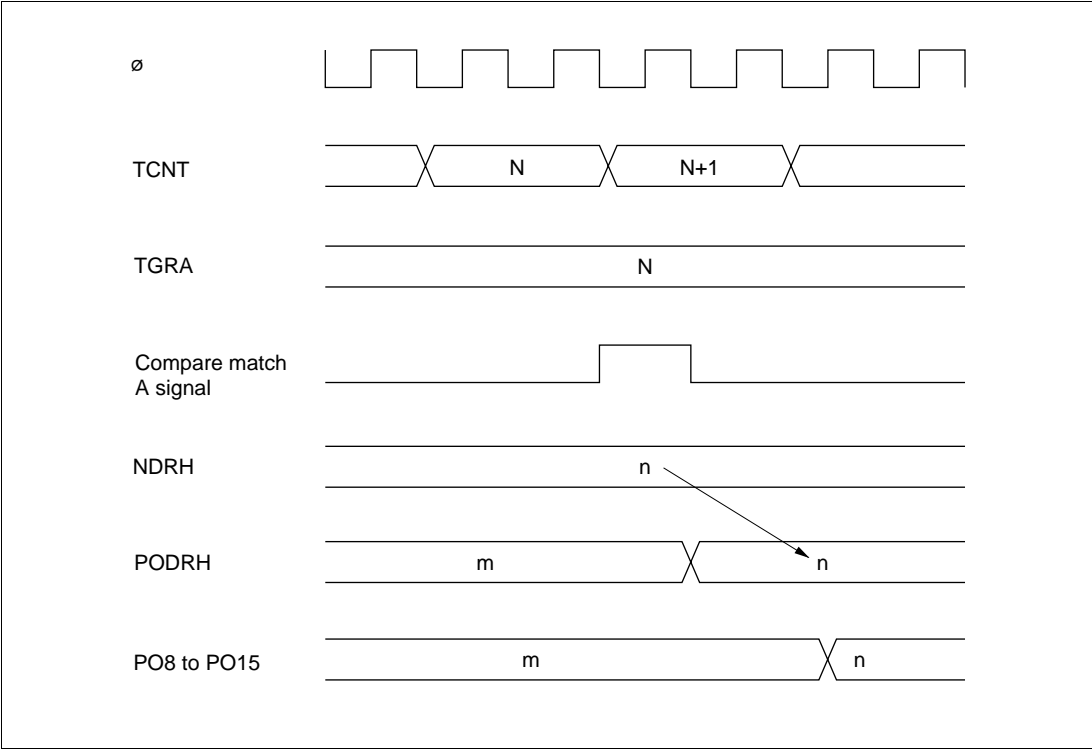 ø
TCNT
N
N+1
TGRA
N
Compare match
A signal
NDRH
n
PODRH
m
n
PO8 to PO15
m
n